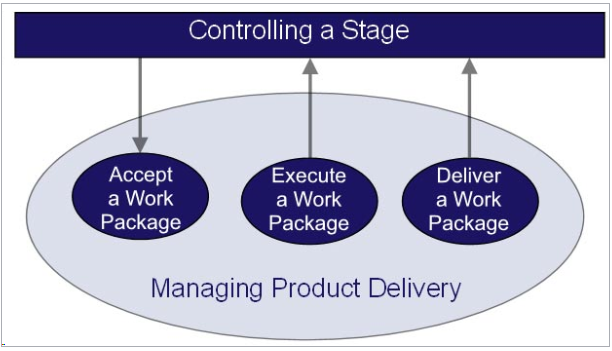 Controlling a Stage
Accept
a Work
Package
Execute
a Work
Package
Deliver
a Work
Package
Managing Product Delivery